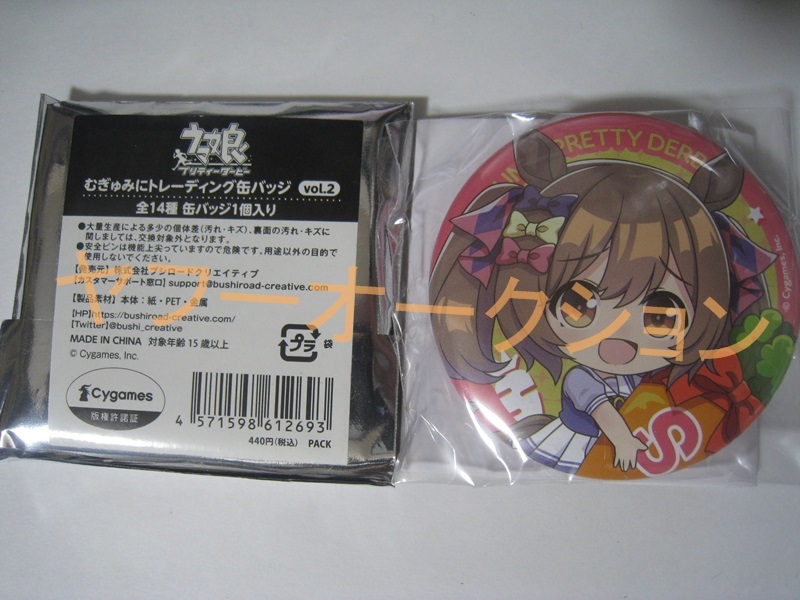 ウマ娘
プリティーダービー
むぎゅみにトレーディング缶バッジ vol.2
全14種 缶バッジ1個入り
●大量生産による多少の個体差(汚れ・キズ)、裏面の汚れ・キズに
関しましては、交換対象外となります。
●安全ピンは機能上尖っていますので危険です。用途以外の目的で
使用しないでください。
【発売元】株式会社ブシロードクリエイティブ
【カスタマーサポート窓口】support@bushiroad-creative.com
【製品素材】本体:紙・PET・金属
【HP】https://bushiroad-creative.com/
【Twitter】@bushi_creative
MADE IN CHINA 対象年齢15歳以上
© Cygames, Inc.
プラ 袋
Cygames
版権許諾証
4 571598 612693
440円(税込) PACK
PRETTY DER
© Cygames, Inc.
S
オークション